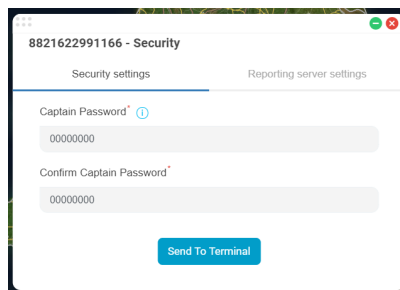 8821622991166 - Security
Security settings
Reporting server settings
Captain Password*
00000000
Confirm Captain Password*
00000000
Send To Terminal